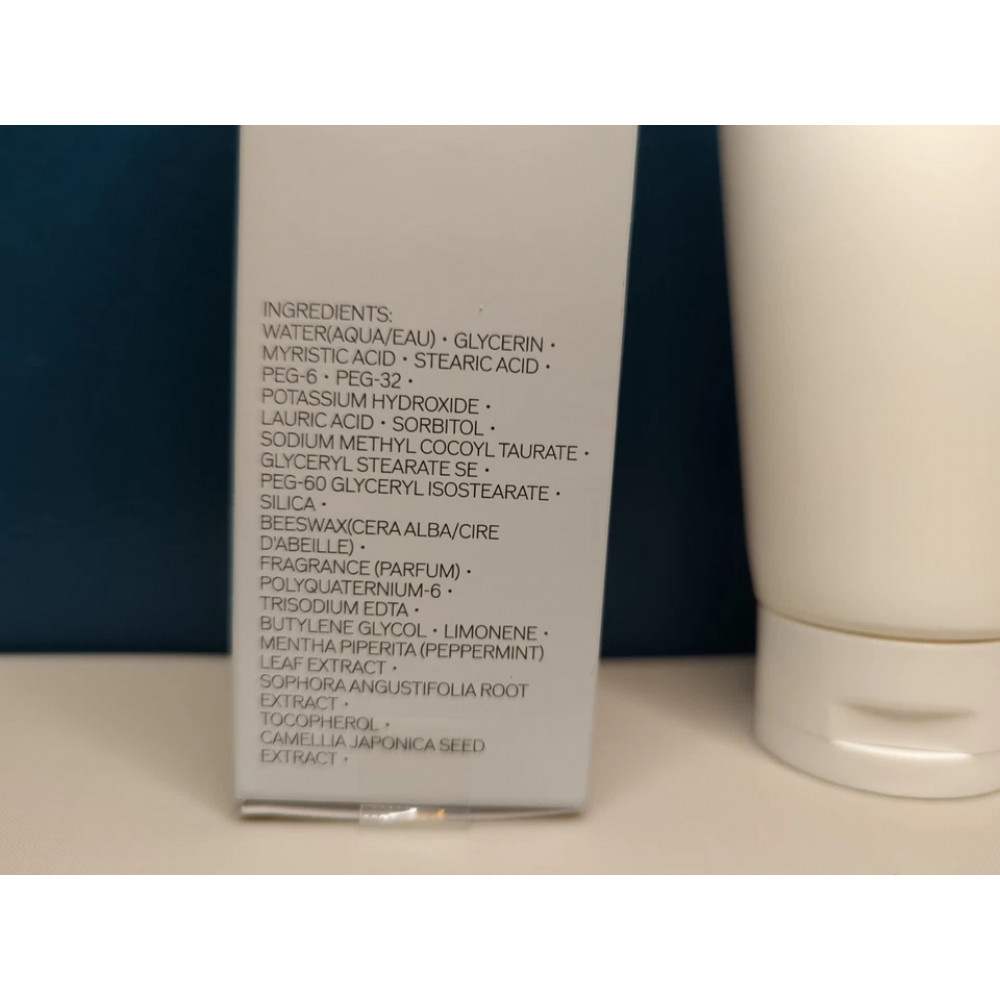 INGREDIENTS:
WATER(AQUA/EAU) • GLYCERIN •
MYRISTIC ACID • STEARIC ACID •
PEG-6 • PEG-32 •
POTASSIUM HYDROXIDE •
LAURIC ACID • SORBITOL •
SODIUM METHYL COCOYL TAURATE •
GLYCERYL STEARATE SE •
PEG-60 GLYCERYL ISOSTEARATE •
SILICA •
BEESWAX(CERA ALBA/CIRE
D'ABEILLE) •
FRAGRANCE (PARFUM) •
POLYQUATERNIUM-6 •
TRISODIUM EDTA •
BUTYLENE GLYCOL • LIMONENE •
MENTHA PIPERITA (PEPPERMINT)
LEAF EXTRACT •
SOPHORA ANGUSTIFOLIA ROOT
EXTRACT •
TOCOPHEROL •
CAMELLIA JAPONICA SEED
EXTRACT •